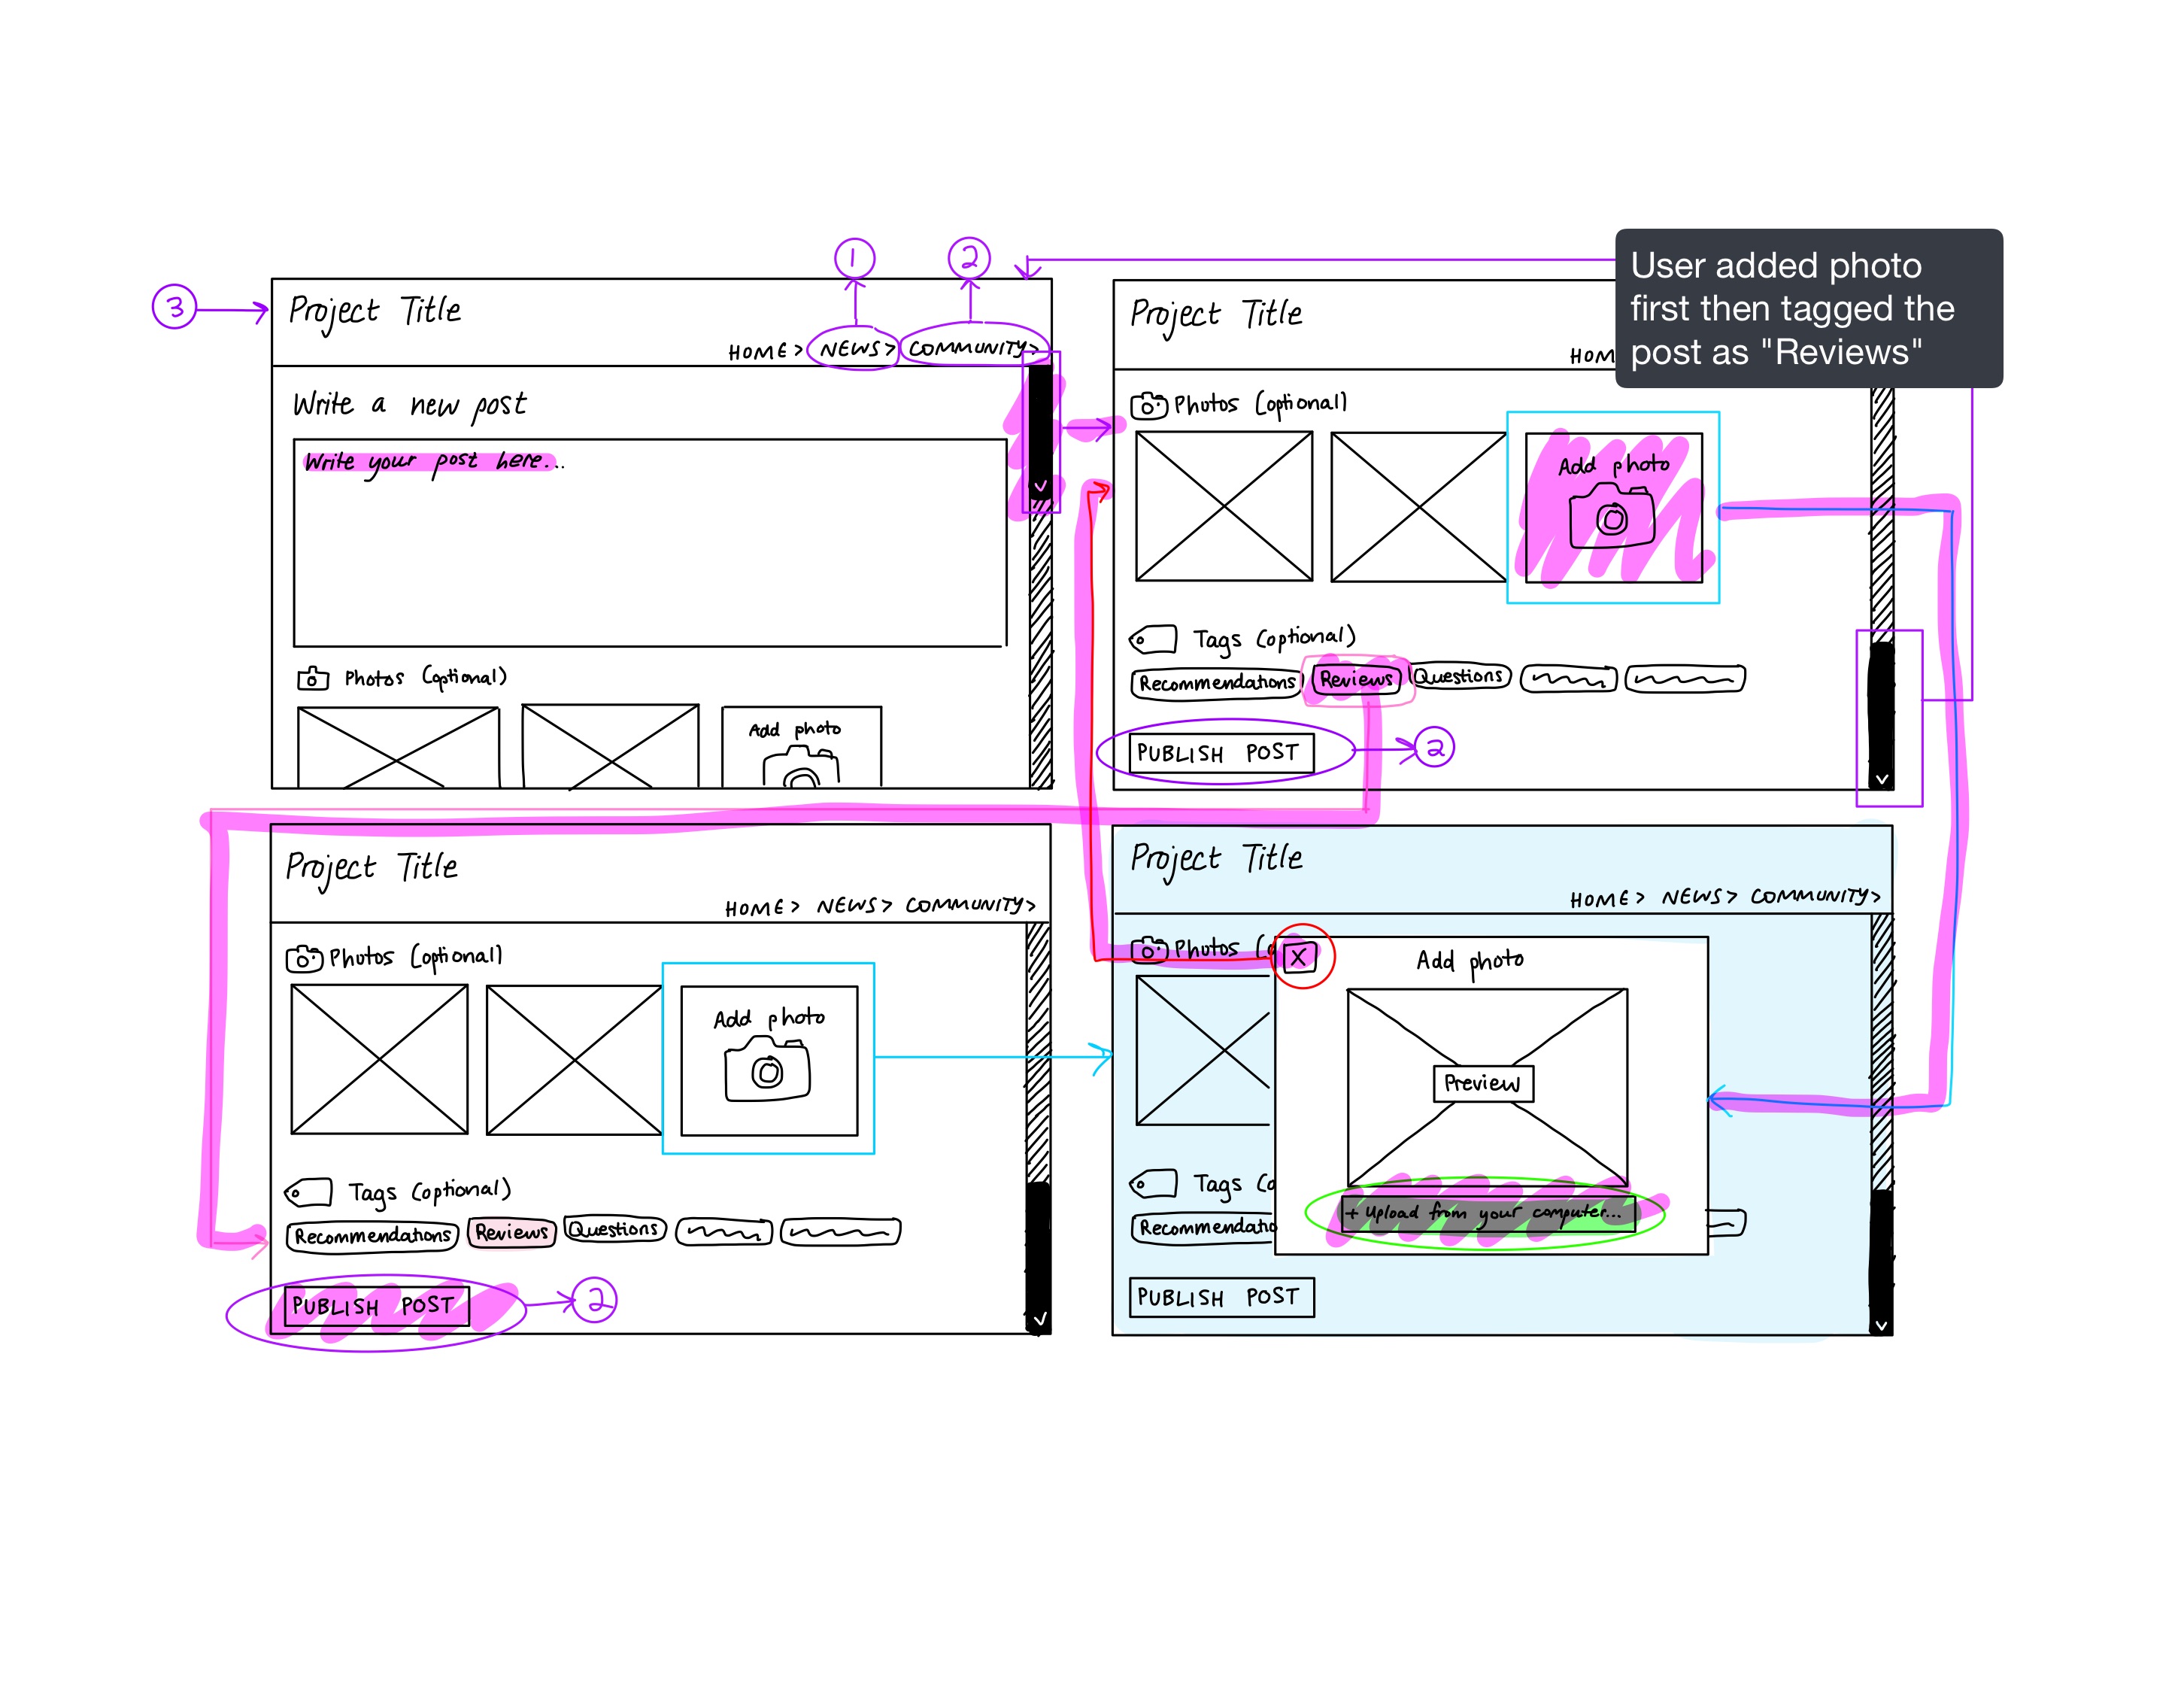 3
1
2
Project Title
HOME > NEWS > COMMUNITY >
Write a new post
Write your post here...
Photos (optional)
Add photo
Project Title
HOM
User added photo
first then tagged the
post as "Reviews"
Photos (optional)
Add photo
Tags (optional)
Recommendations
Reviews
Questions
PUBLISH POST
2
Project Title
HOME > NEWS > COMMUNITY >
Photos (optional)
Add photo
Tags (optional)
Recommendations
Reviews
Questions
PUBLISH POST
2
Project Title
HOME > NEWS > COMMUNITY >
Photos (o
X
Add photo
Preview
+ Upload from your computer...
Tags (o
Recommendatio
PUBLISH POST